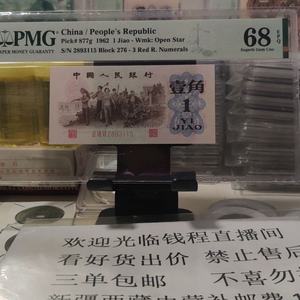 PMG
PAPER MONEY GUARANTY
China / People's Republic
Pick# 877g 1962 1 Jiao - Wmk: Open Star
S/N 2893115 Block 276 - 3 Red R. Numerals
68 EPQ
Superb Gem Unc
中國人民銀行
壹角
1
YI
JIAO
2893115
欢迎光临钱程直播间
看好货出价 禁止售后
三单包邮 不喜勿